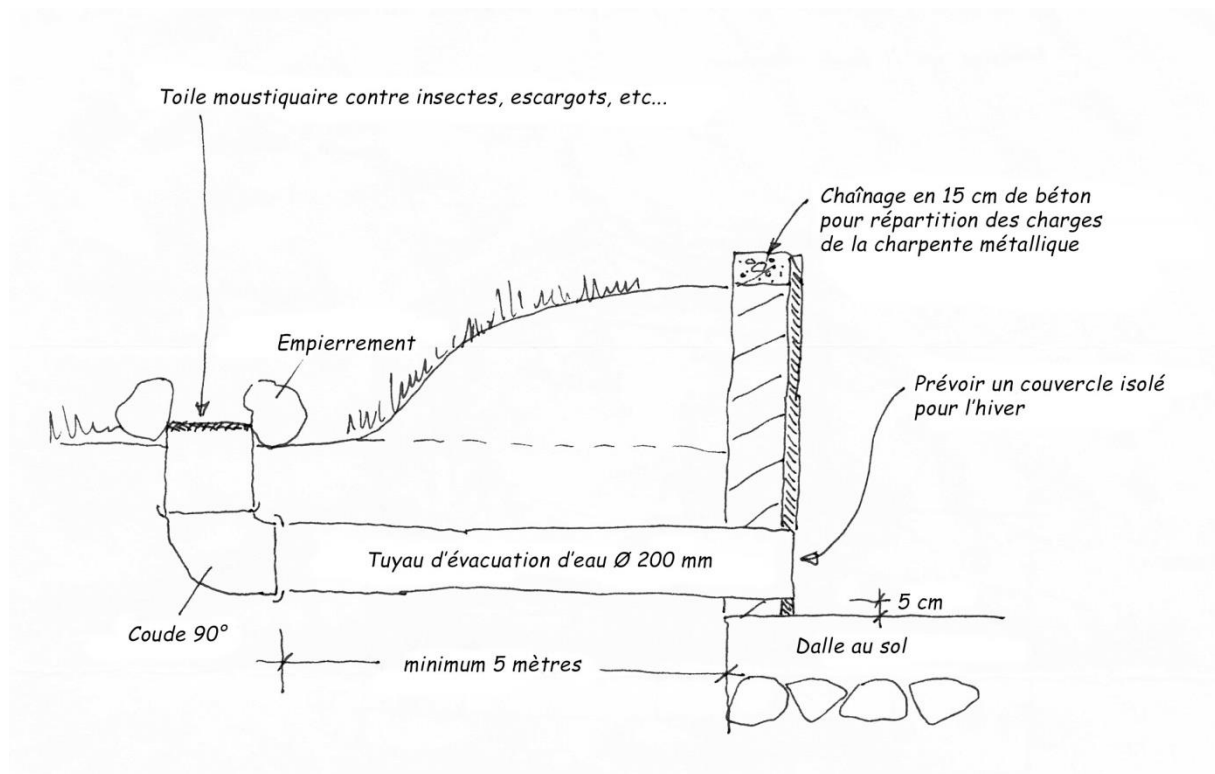 Toile moustiquaire contre insectes, escargots, etc...
Chaînage en 15 cm de béton
pour répartition des charges
de la charpente métallique
Empierrement
Prévoir un couvercle isolé
pour l'hiver
Tuyau d'évacuation d'eau Ø 200 mm
5 cm
Coude 90°
Dalle au sol
minimum 5 mètres